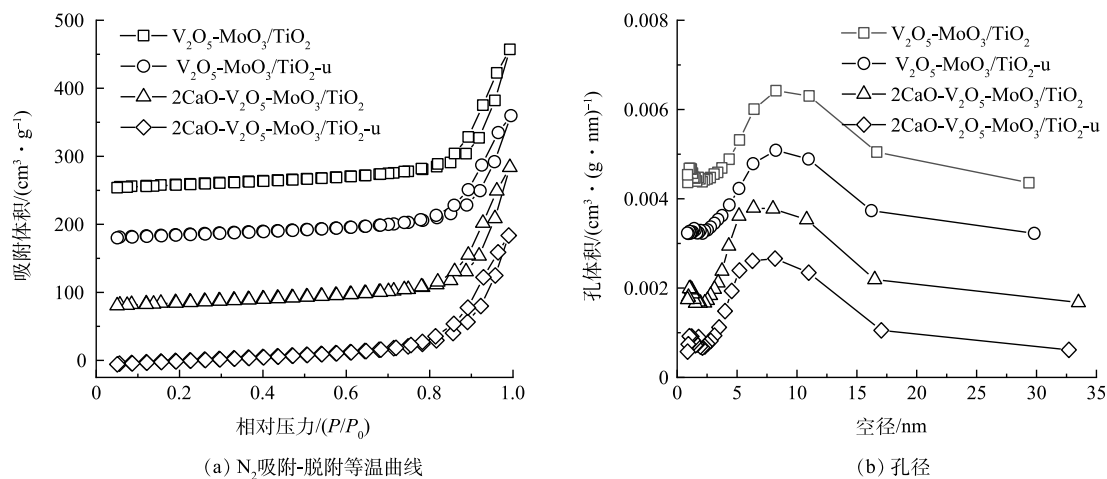 500
400
300
200
100
0
吸附体积/(cm³·g⁻¹)
V₂O₅-MoO₃/TiO₂
V₂O₅-MoO₃/TiO₂-u
2CaO-V₂O₅-MoO₃/TiO₂
2CaO-V₂O₅-MoO₃/TiO₂-u
0 0.2 0.4 0.6 0.8 1.0
相对压力/(P/P₀)
(a) N₂吸附-脱附等温曲线
0.008
0.006
0.004
0.002
0
孔体积/(cm³·(g·nm)⁻¹)
V₂O₅-MoO₃/TiO₂
V₂O₅-MoO₃/TiO₂-u
2CaO-V₂O₅-MoO₃/TiO₂
2CaO-V₂O₅-MoO₃/TiO₂-u
0 5 10 15 20 25 30 35
空径/nm
(b) 孔径